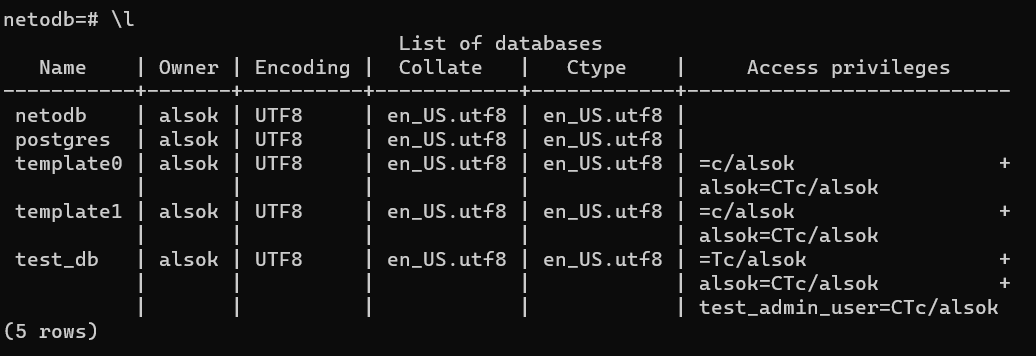 netodb=# \l
                                 List of databases
   Name    | Owner | Encoding |  Collate   |   Ctype    |     Access privileges
-----------+-------+----------+------------+------------+---------------------------
 netodb    | alsok | UTF8     | en_US.utf8 | en_US.utf8 |
 postgres  | alsok | UTF8     | en_US.utf8 | en_US.utf8 |
 template0 | alsok | UTF8     | en_US.utf8 | en_US.utf8 | =c/alsok                 +
           |       |          |            |            | alsok=CTc/alsok
 template1 | alsok | UTF8     | en_US.utf8 | en_US.utf8 | =c/alsok                 +
           |       |          |            |            | alsok=CTc/alsok
 test_db   | alsok | UTF8     | en_US.utf8 | en_US.utf8 | =Tc/alsok                +
           |       |          |            |            | alsok=CTc/alsok          +
           |       |          |            |            | test_admin_user=CTc/alsok
(5 rows)